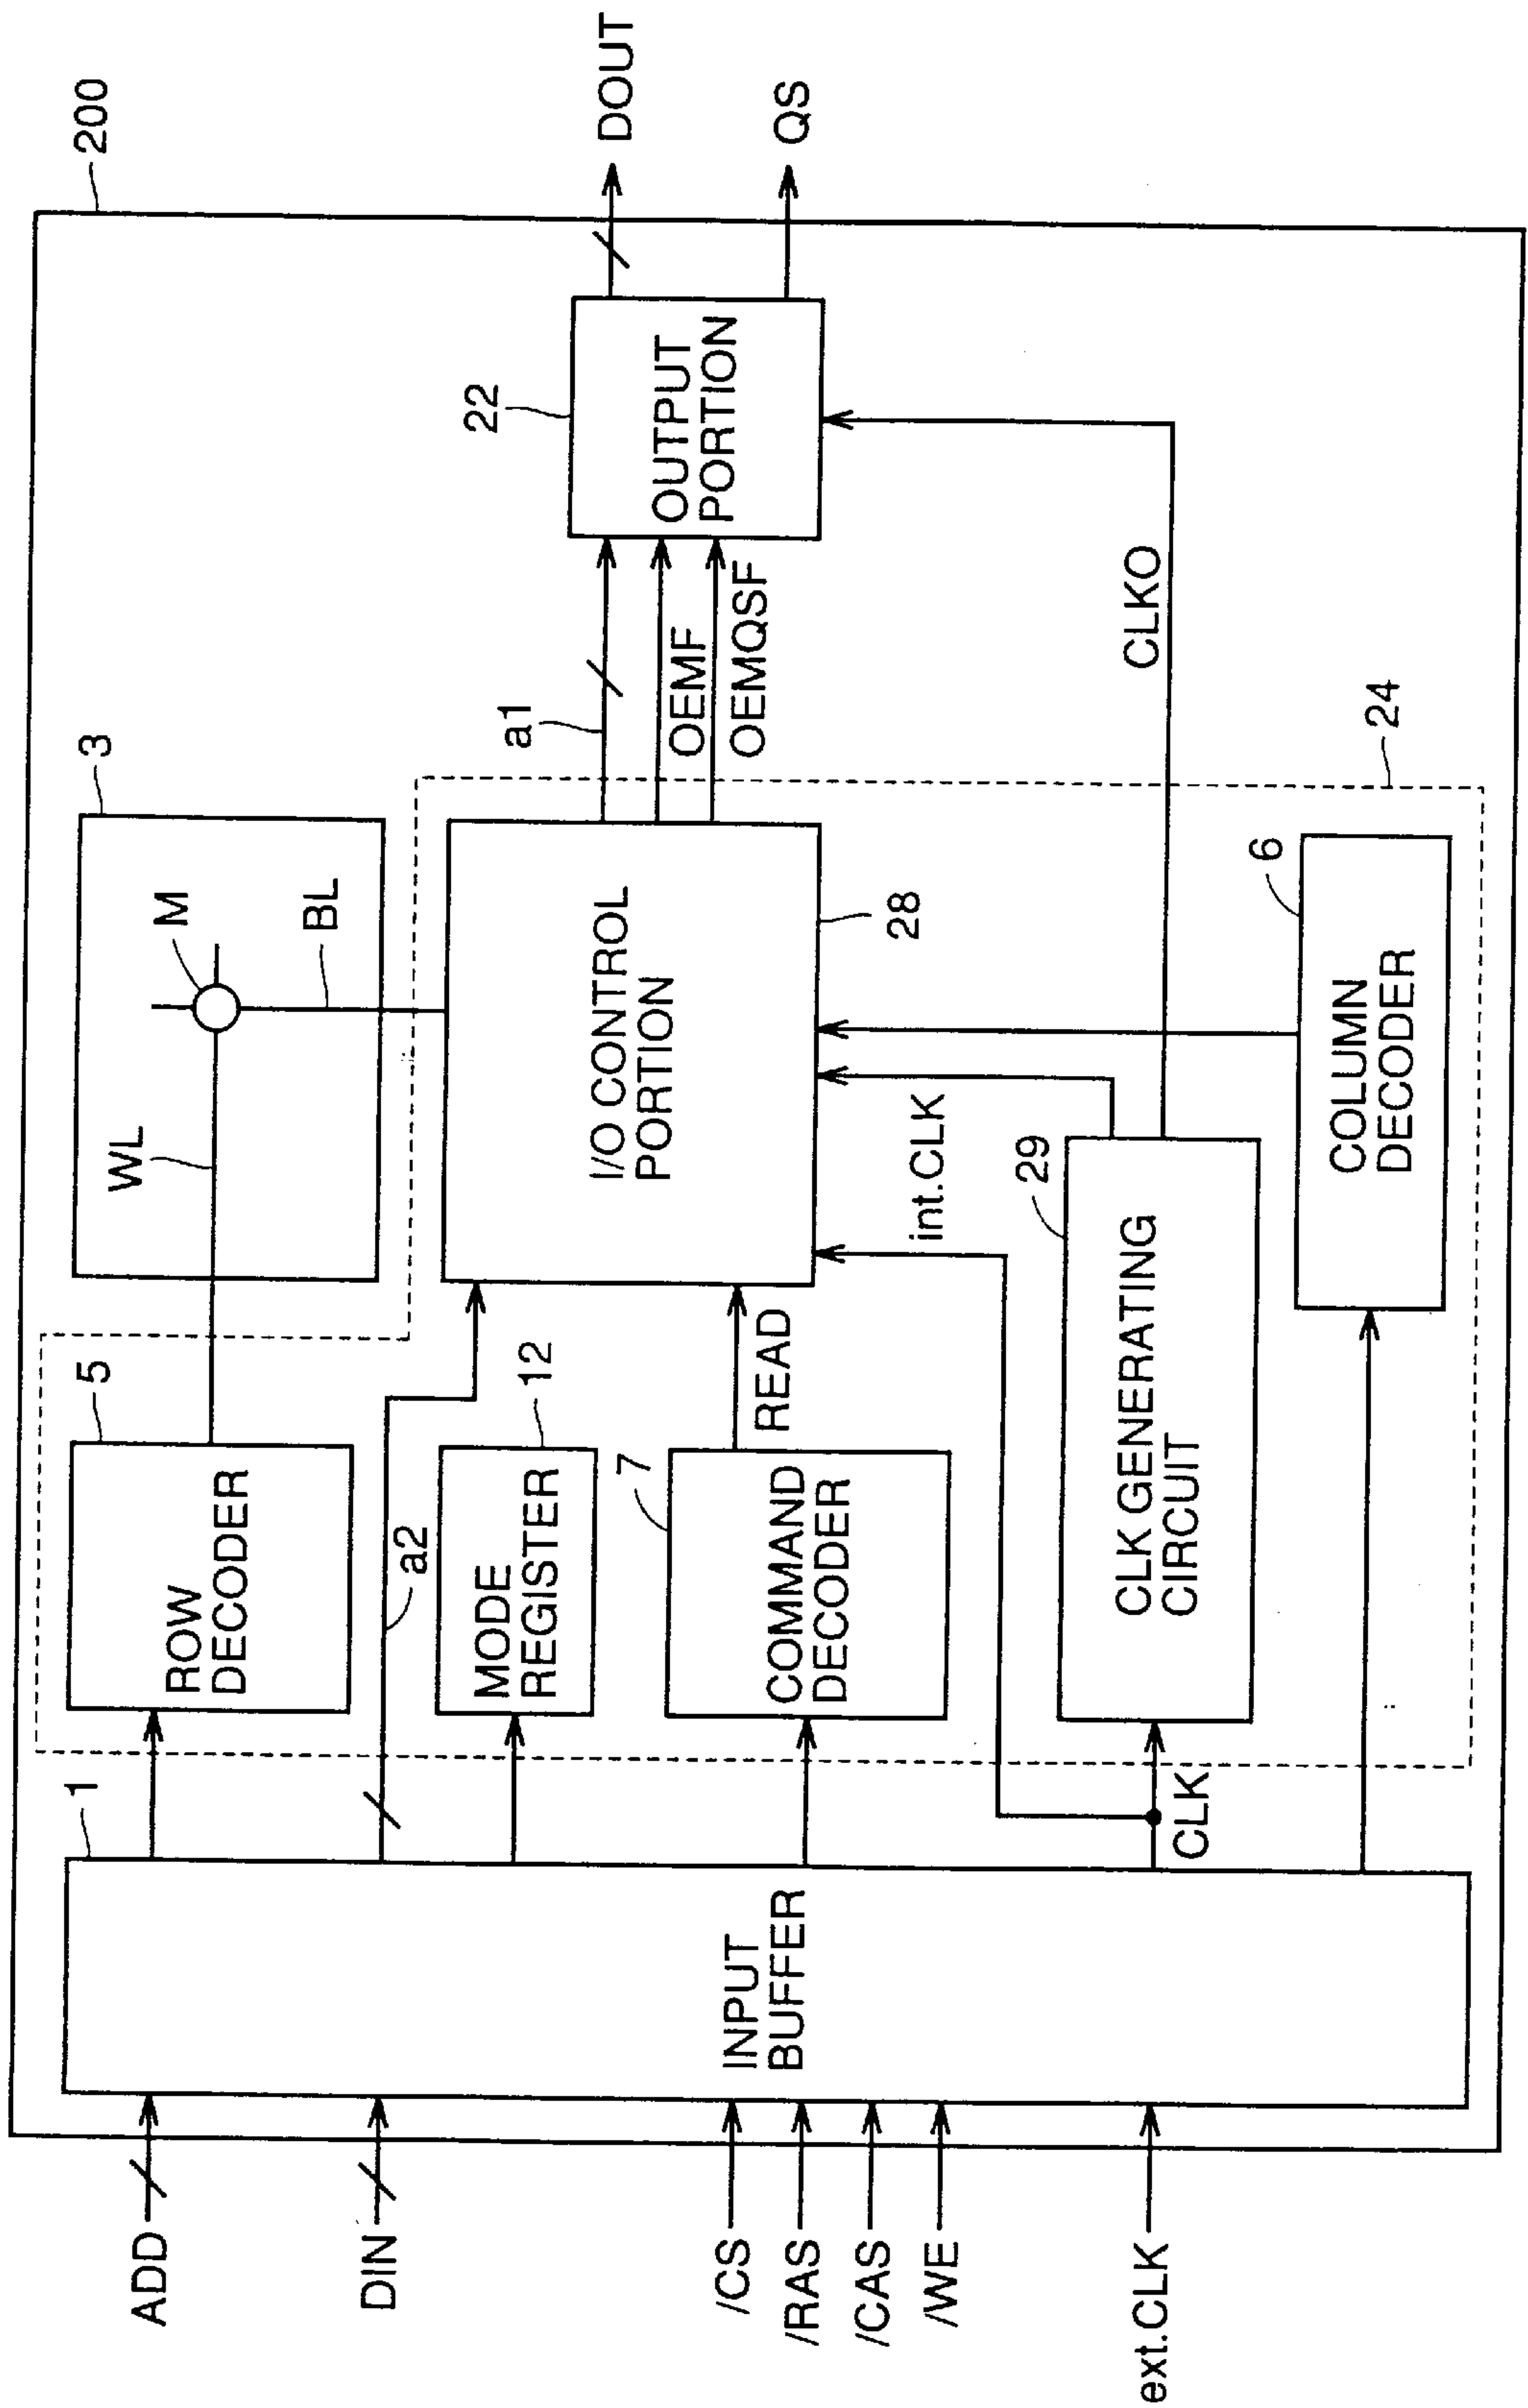 200
ADD
DIN
/CS
/RAS
/CAS
/WE
ext.CLK
1
INPUT
BUFFER
CLK
5
ROW
DECODER
a2
MODE
REGISTER
12
7
COMMAND
DECODER
READ
29
CLK GENERATING
CIRCUIT
int.CLK
3
WL
M
BL
I/O CONTROL
PORTION
28
6
COLUMN
DECODER
24
a1
OEMF
OEMQSF
CLKO
22
OUTPUT
PORTION
DOUT
QS